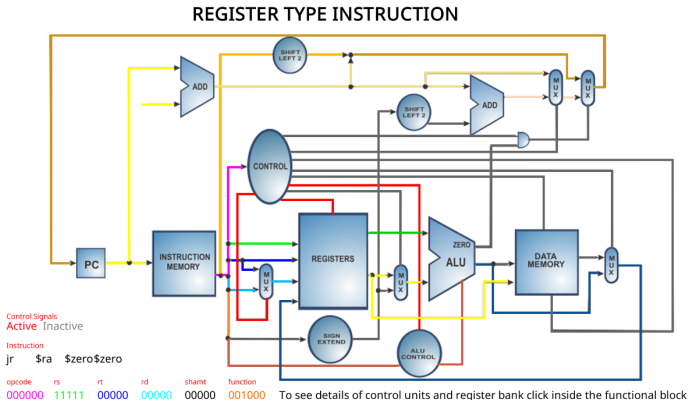 REGISTER TYPE INSTRUCTION
SHIFT
LEFT 2
ADD
MUX
MUX
SHIFT
LEFT 2
ADD
CONTROL
PC
INSTRUCTION
MEMORY
MUX
REGISTERS
MUX
ZERO
ALU
DATA
MEMORY
MUX
SIGN
EXTEND
ALU
CONTROL
Control Signals
Active Inactive
Instruction
jr $ra $zero$zero
opcode rs rt rd shamt function
000000 11111 00000 00000 00000 001000 To see details of control units and register bank click inside the functional block